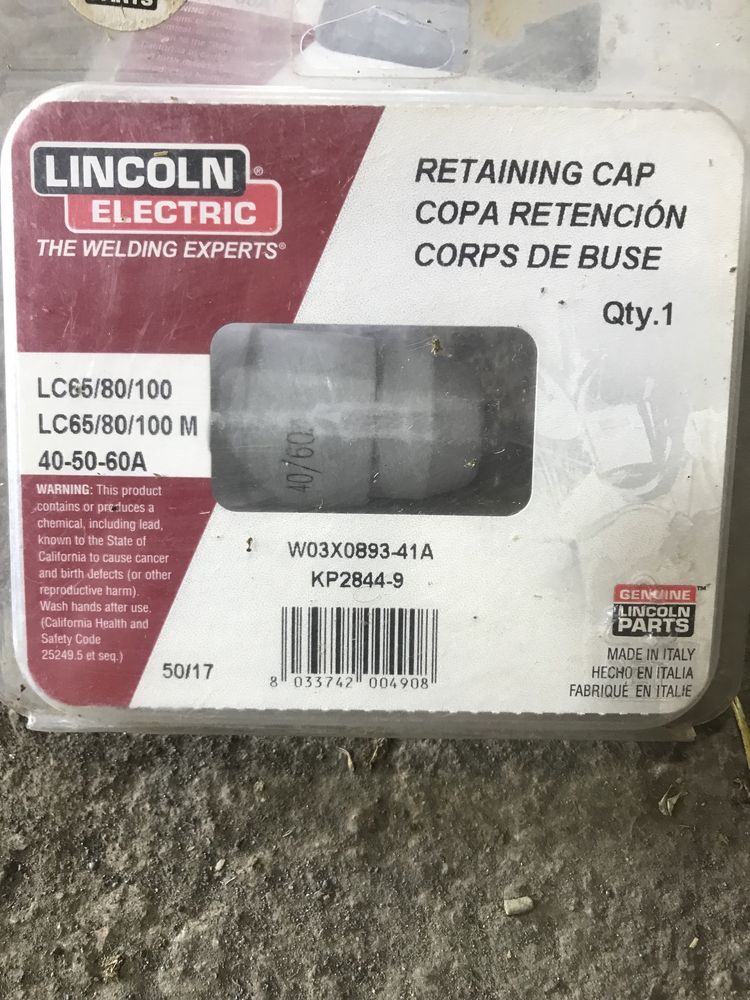 PARTS
LINCOLN ®
ELECTRIC
THE WELDING EXPERTS®
RETAINING CAP
COPA RETENCIÓN
CORPS DE BUSE
Qty.1
LC65/80/100
LC65/80/100 M
40-50-60A
40/60
WARNING: This product
contains or produces a
chemical, including lead,
known to the State of
California to cause cancer
and birth defects (or other
reproductive harm).
Wash hands after use.
(California Health and
Safety Code
25249.5 et seq.)
50/17
W03X0893-41A
KP2844-9
8 033742 004908
GENUINE ™
LINCOLN
PARTS
MADE IN ITALY
HECHO EN ITALIA
FABRIQUÉ EN ITALIE